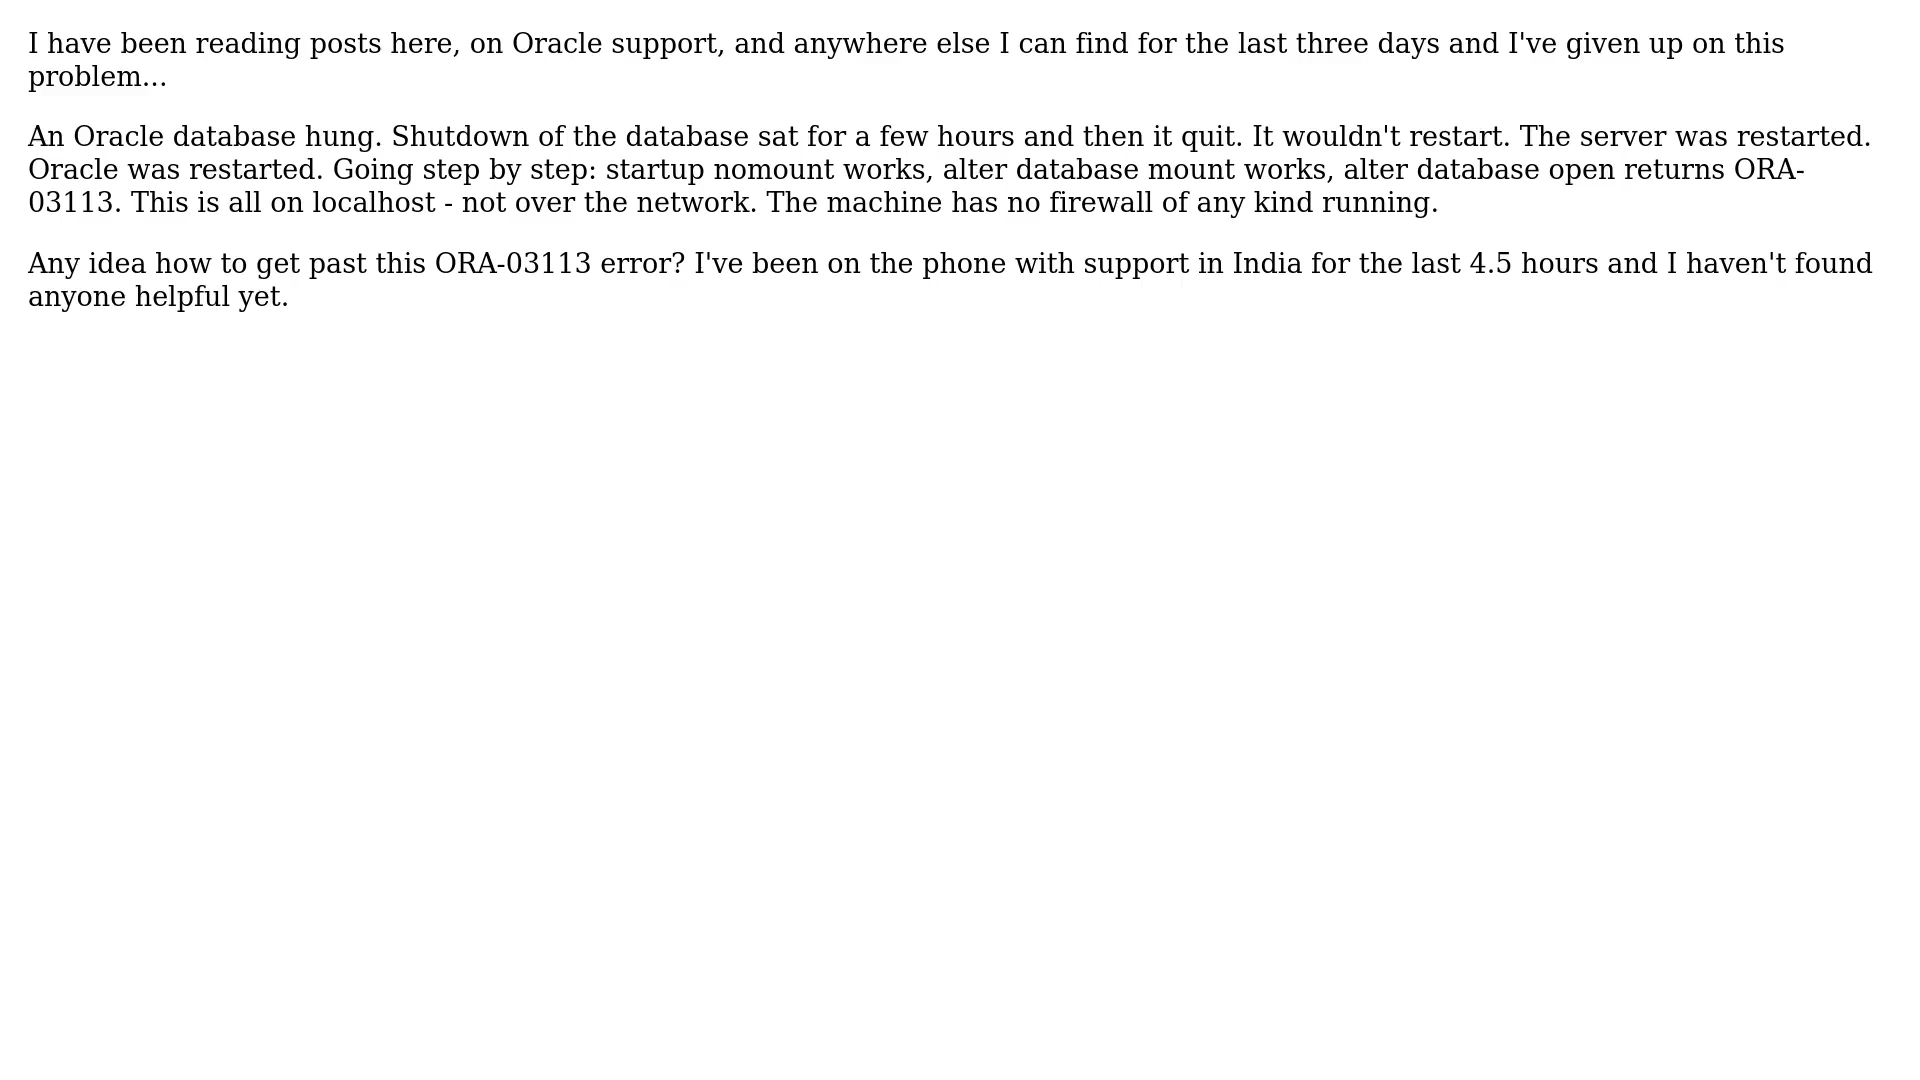 I have been reading posts here, on Oracle support, and anywhere else I can find for the last three days and I've given up on this
problem...
An Oracle database hung. Shutdown of the database sat for a few hours and then it quit. It wouldn't restart. The server was restarted.
Oracle was restarted. Going step by step: startup nomount works, alter database mount works, alter database open returns ORA-
03113. This is all on localhost - not over the network. The machine has no firewall of any kind running.
Any idea how to get past this ORA-03113 error? I've been on the phone with support in India for the last 4.5 hours and I haven't found
anyone helpful yet.